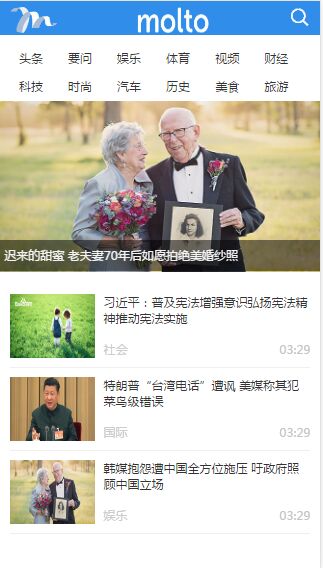 molto
头条 要问 娱乐 体育 视频 财经
科技 时尚 汽车 历史 美食 旅游
迟来的甜蜜 老夫妻70年后如愿拍绝美婚纱照
习近平：普及宪法增强意识弘扬宪法精
神推动宪法实施
社会 03:29
特朗普“台湾电话”遭讽 美媒称其犯
菜鸟级错误
国际 03:29
韩媒抱怨遭中国全方位施压 吁政府照
顾中国立场
娱乐 03:29